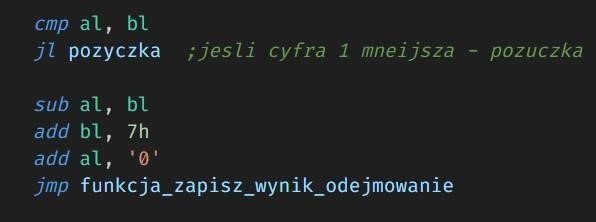 cmp al, bl
jl pozyczka ;jesli cyfra 1 mneijsza - pozuczka
sub al, bl
add bl, 7h
add al, '0'
jmp funkcja_zapisz_wynik_odejmowanie